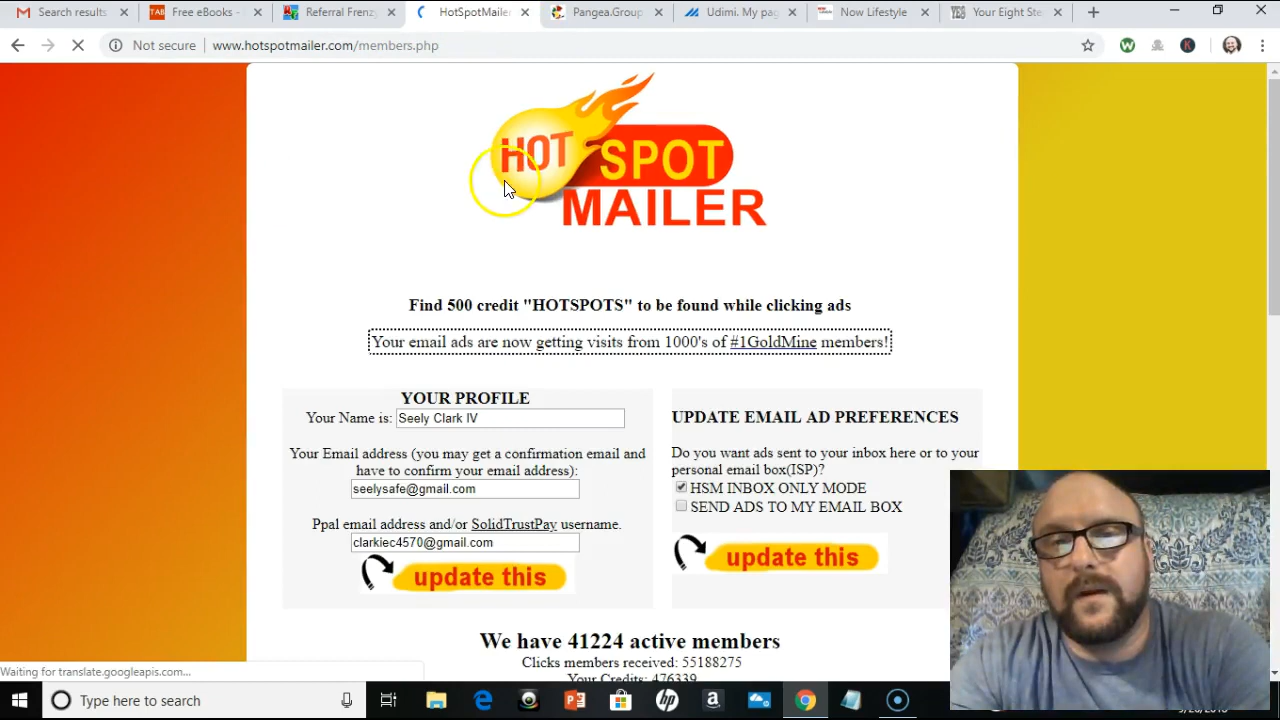 Search results
Free eBooks -
Referral Frenzy
HotSpotMailer
Pangea.Group
Udimi. My pag
Now Lifestyle
Your Eight Ste
Not secure
www.hotspotmailer.com/members.php
HOT SPOT
MAILER
Find 500 credit "HOTSPOTS" to be found while clicking ads
Your email ads are now getting visits from 1000's of #1GoldMine members!
YOUR PROFILE
Your Name is: Seely Clark IV
Your Email address (you may get a confirmation email and
have to confirm your email address):
seelysafe@gmail.com
Ppal email address and/or SolidTrustPay username.
clarkiec4570@gmail.com
update this
UPDATE EMAIL AD PREFERENCES
Do you want ads sent to your inbox here or to your
personal email box(ISP)?
HSM INBOX ONLY MODE
SEND ADS TO MY EMAIL BOX
update this
We have 41224 active members
Clicks members received: 55188275
Your Credits: 476339
Waiting for translate.googleapis.com...
Type here to search